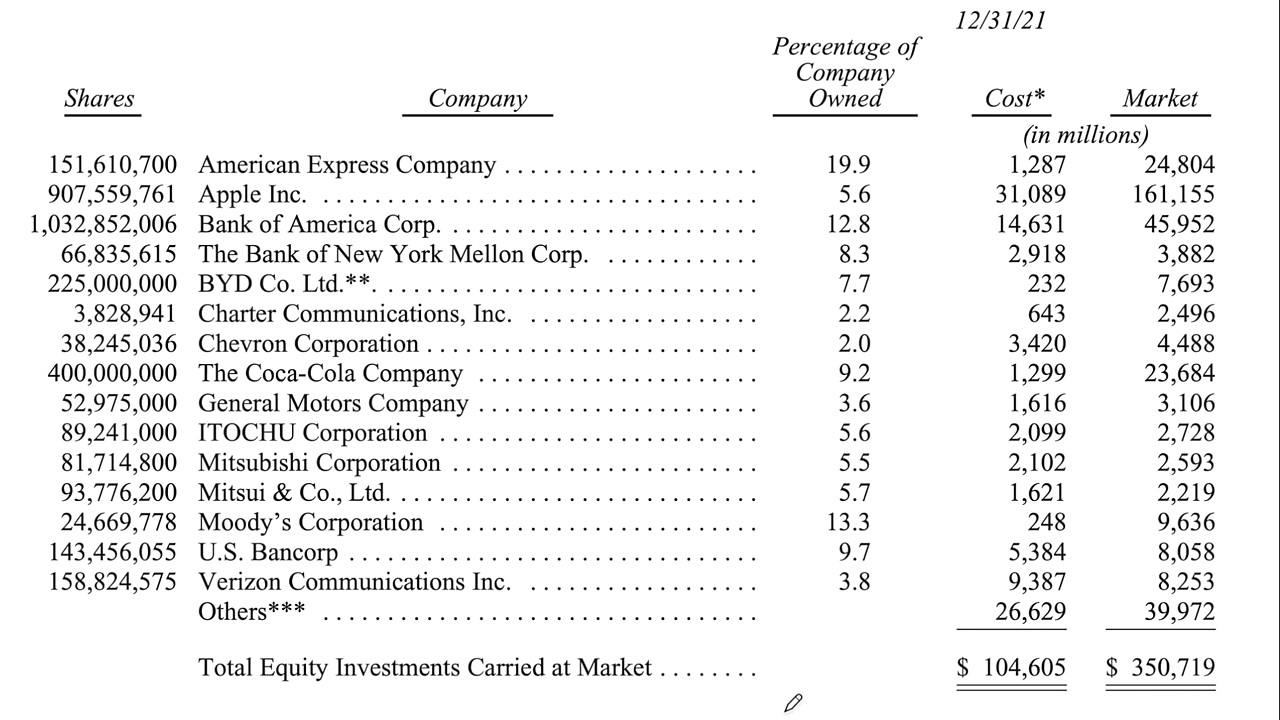 12/31/21
Percentage of
Company
Owned
Shares Company Cost* Market
(in millions)
151,610,700 American Express Company . . . . . . . . . . . . . . . . . . . . 19.9 1,287 24,804
907,559,761 Apple Inc. . . . . . . . . . . . . . . . . . . . . . . . . . . . . . . . . . . 5.6 31,089 161,155
1,032,852,006 Bank of America Corp. . . . . . . . . . . . . . . . . . . . . . . . . 12.8 14,631 45,952
66,835,615 The Bank of New York Mellon Corp. . . . . . . . . . . . . 8.3 2,918 3,882
225,000,000 BYD Co. Ltd.**. . . . . . . . . . . . . . . . . . . . . . . . . . . . . . 7.7 232 7,693
3,828,941 Charter Communications, Inc. . . . . . . . . . . . . . . . . . . 2.2 643 2,496
38,245,036 Chevron Corporation . . . . . . . . . . . . . . . . . . . . . . . . . . 2.0 3,420 4,488
400,000,000 The Coca-Cola Company . . . . . . . . . . . . . . . . . . . . . . 9.2 1,299 23,684
52,975,000 General Motors Company . . . . . . . . . . . . . . . . . . . . . . 3.6 1,616 3,106
89,241,000 ITOCHU Corporation . . . . . . . . . . . . . . . . . . . . . . . . . 5.6 2,099 2,728
81,714,800 Mitsubishi Corporation . . . . . . . . . . . . . . . . . . . . . . . . 5.5 2,102 2,593
93,776,200 Mitsui & Co., Ltd. . . . . . . . . . . . . . . . . . . . . . . . . . . . . 5.7 1,621 2,219
24,669,778 Moody’s Corporation . . . . . . . . . . . . . . . . . . . . . . . . . 13.3 248 9,636
143,456,055 U.S. Bancorp . . . . . . . . . . . . . . . . . . . . . . . . . . . . . . . . 9.7 5,384 8,058
158,824,575 Verizon Communications Inc. . . . . . . . . . . . . . . . . . . 3.8 9,387 8,253
Others*** . . . . . . . . . . . . . . . . . . . . . . . . . . . . . . . . . . 26,629 39,972
Total Equity Investments Carried at Market . . . . . . . . $ 104,605 $ 350,719